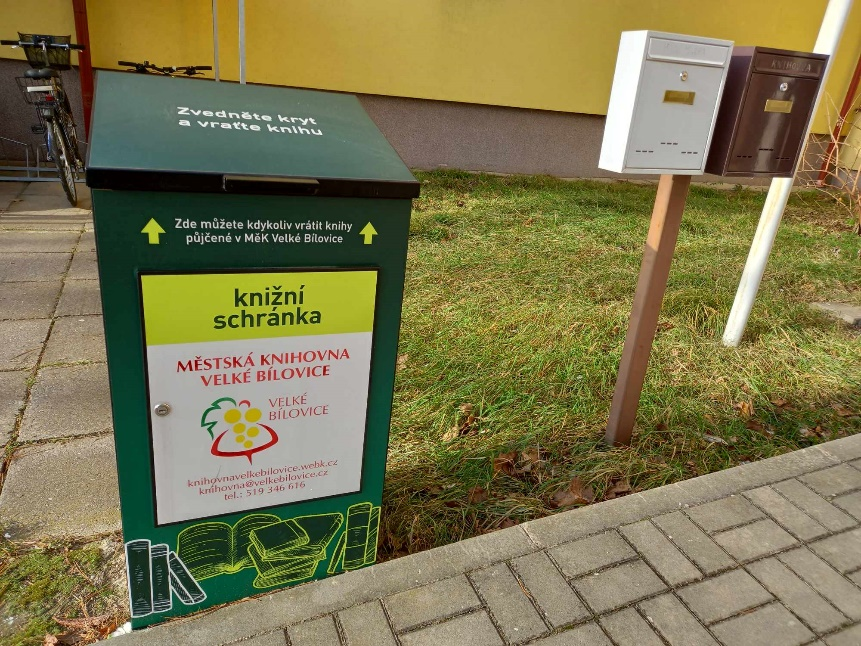 Zvedněte kryt
a vraťte knihu
Zde můžete kdykoliv vrátit knihy
půjčené v MěK Velké Bílovice
knižní
schránka
MĚSTSKÁ KNIHOVNA
VELKÉ BÍLOVICE
VELKÉ
BÍLOVICE
knihovnavelkebilovice.webk.cz
knihovna@velkebilovice.cz
tel.: 519 346 616
KNIHOVNA